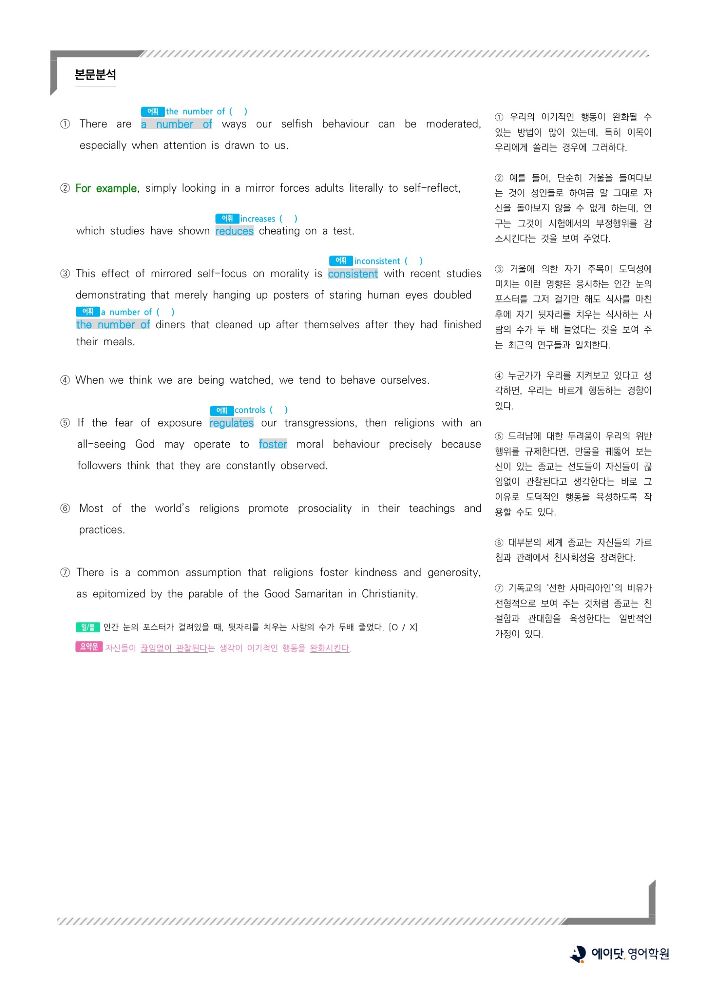 본문분석
어휘 the number of (   )
① There are a number of ways our selfish behaviour can be moderated,
especially when attention is drawn to us.
② For example, simply looking in a mirror forces adults literally to self-reflect,
어휘 increases (   )
which studies have shown reduces cheating on a test.
어휘 inconsistent (   )
③ This effect of mirrored self-focus on morality is consistent with recent studies
demonstrating that merely hanging up posters of staring human eyes doubled
어휘 a number of (   )
the number of diners that cleaned up after themselves after they had finished
their meals.
④ When we think we are being watched, we tend to behave ourselves.
어휘 controls (   )
⑤ If the fear of exposure regulates our transgressions, then religions with an
all-seeing God may operate to foster moral behaviour precisely because
followers think that they are constantly observed.
⑥ Most of the world's religions promote prosociality in their teachings and
practices.
⑦ There is a common assumption that religions foster kindness and generosity,
as epitomized by the parable of the Good Samaritan in Christianity.
일/불 인간 눈의 포스터가 걸려있을 때, 뒷자리를 치우는 사람의 수가 두배 줄었다. [O / X]
요약문 자신들이 끊임없이 관찰된다는 생각이 이기적인 행동을 완화시킨다.
① 우리의 이기적인 행동이 완화될 수
있는 방법이 많이 있는데, 특히 이목이
우리에게 쏠리는 경우에 그러하다.
② 예를 들어, 단순히 거울을 들여다보
는 것이 성인들로 하여금 말 그대로 자
신을 돌아보지 않을 수 없게 하는데, 연
구는 그것이 시험에서의 부정행위를 감
소시킨다는 것을 보여 주었다.
③ 거울에 의한 자기 주목이 도덕성에
미치는 이런 영향은 응시하는 인간 눈의
포스터를 그저 걸기만 해도 식사를 마친
후에 자기 뒷자리를 치우는 식사하는 사
람의 수가 두 배 늘었다는 것을 보여 주
는 최근의 연구들과 일치한다.
④ 누군가가 우리를 지켜보고 있다고 생
각하면, 우리는 바르게 행동하는 경향이
있다.
⑤ 드러남에 대한 두려움이 우리의 위반
행위를 규제한다면, 만물을 꿰뚫어 보는
신이 있는 종교는 선도들이 자신들이 끊
임없이 관찰된다고 생각한다는 바로 그
이유로 도덕적인 행동을 육성하도록 작
용할 수도 있다.
⑥ 대부분의 세계 종교는 자신들의 가르
침과 관례에서 친사회성을 장려한다.
⑦ 기독교의 ‘선한 사마리아인’의 비유가
전형적으로 보여 주는 것처럼 종교는 친
절함과 관대함을 육성한다는 일반적인
가정이 있다.
에이닷. 영어학원